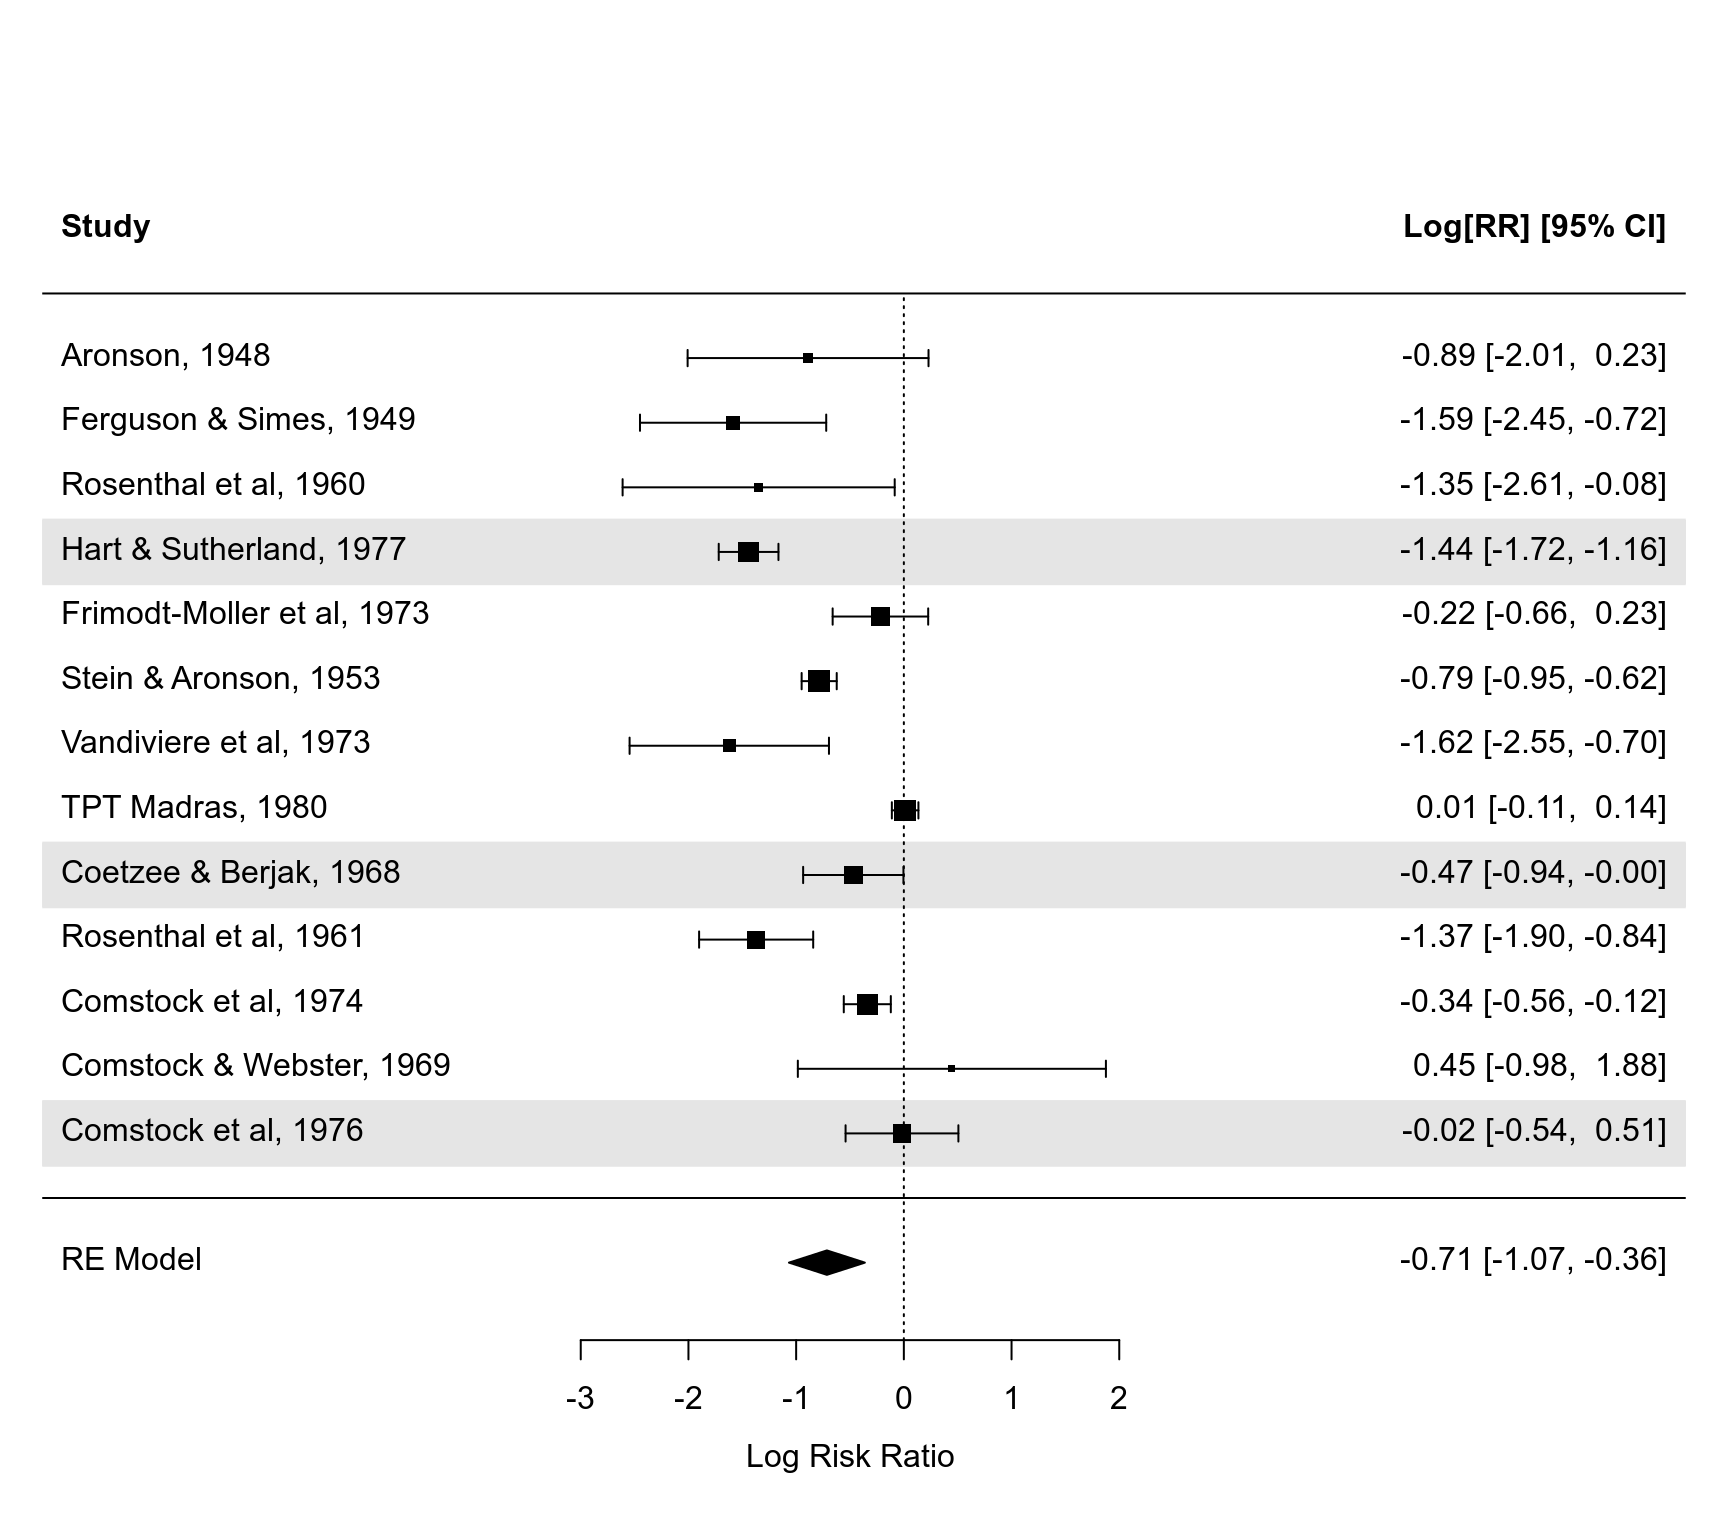 Study Log[RR] [95% CI]
Aronson, 1948 -0.89 [-2.01, 0.23]
Ferguson & Simes, 1949 -1.59 [-2.45, -0.72]
Rosenthal et al, 1960 -1.35 [-2.61, -0.08]
Hart & Sutherland, 1977 -1.44 [-1.72, -1.16]
Frimodt-Moller et al, 1973 -0.22 [-0.66, 0.23]
Stein & Aronson, 1953 -0.79 [-0.95, -0.62]
Vandiviere et al, 1973 -1.62 [-2.55, -0.70]
TPT Madras, 1980 0.01 [-0.11, 0.14]
Coetzee & Berjak, 1968 -0.47 [-0.94, -0.00]
Rosenthal et al, 1961 -1.37 [-1.90, -0.84]
Comstock et al, 1974 -0.34 [-0.56, -0.12]
Comstock & Webster, 1969 0.45 [-0.98, 1.88]
Comstock et al, 1976 -0.02 [-0.54, 0.51]
RE Model -0.71 [-1.07, -0.36]
-3 -2 -1 0 1 2
Log Risk Ratio